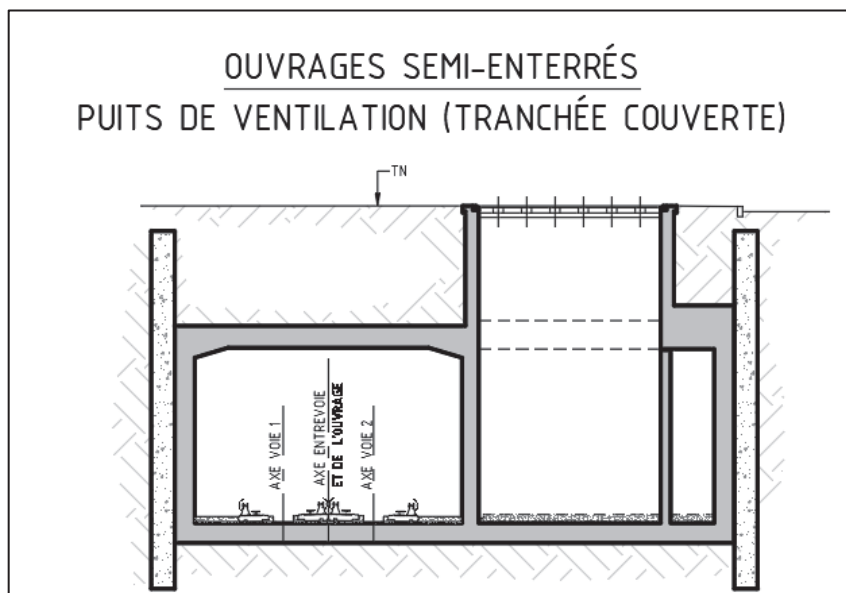 OUVRAGES SEMI-ENTERRÉS
PUITS DE VENTILATION (TRANCHÉE COUVERTE)
TN
AXE VOIE 1
AXE ENTREVOIE
ET DE L'OUVRAGE
AXE VOIE 2